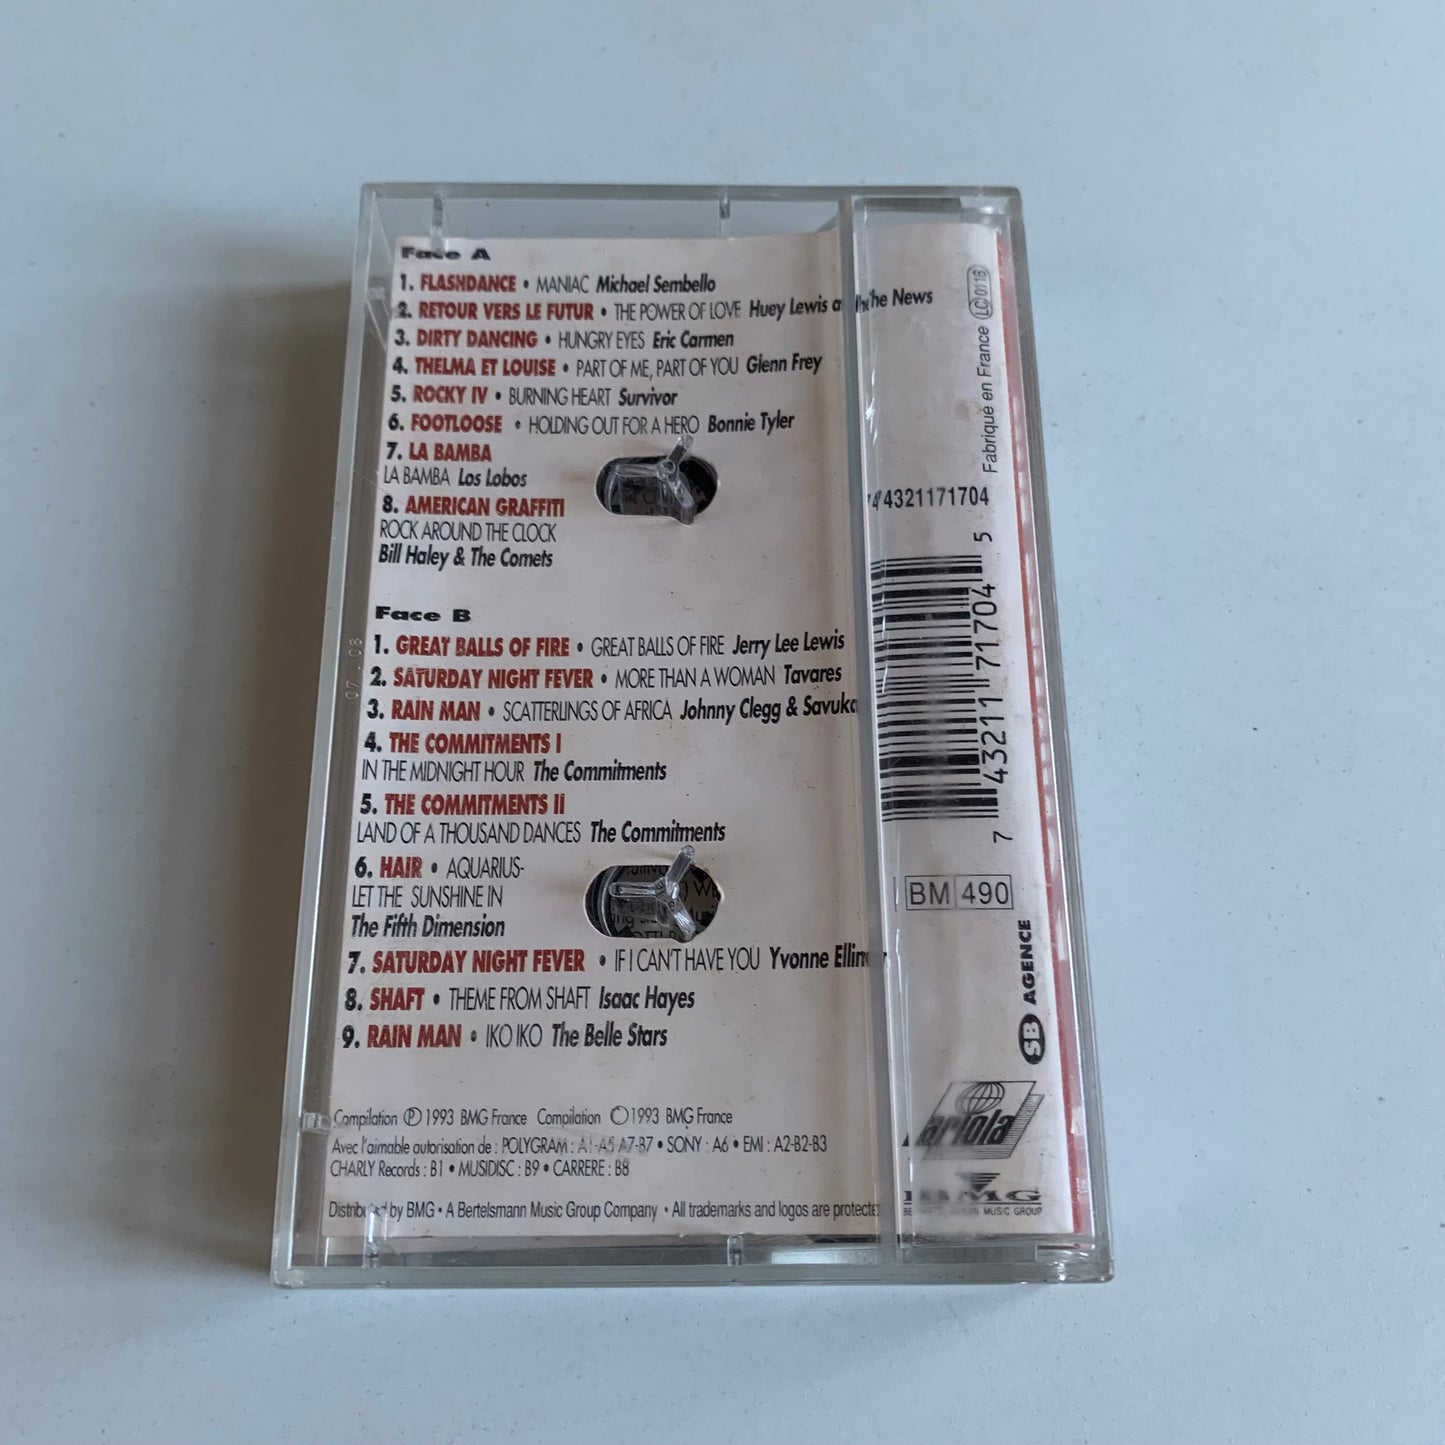 Face A
1. FLASHDANCE • MANIAC Michael Sembello
2. RETOUR VERS LE FUTUR • THE POWER OF LOVE Huey Lewis The News
3. DIRTY DANCING • HUNGRY EYES Eric Carmen
4. THELMA ET LOUISE • PART OF ME, PART OF YOU Glenn Frey
5. ROCKY IV • BURNING HEART Survivor
6. FOOTLOOSE • HOLDING OUT FOR A HERO Bonnie Tyler
7. LA BAMBA
LA BAMBA Los Lobos
8. AMERICAN GRAFFITI
ROCK AROUND THE CLOCK
Bill Haley & The Comets
Face B
1. GREAT BALLS OF FIRE • GREAT BALLS OF FIRE Jerry Lee Lewis
2. SATURDAY NIGHT FEVER • MORE THAN A WOMAN Tavares
3. RAIN MAN • SCATTERLINGS OF AFRICA Johnny Clegg & Savuka
4. THE COMMITMENTS I
IN THE MIDNIGHT HOUR The Commitments
5. THE COMMITMENTS II
LAND OF A THOUSAND DANCES The Commitments
6. HAIR • AQUARIUS-
LET THE SUNSHINE IN
The Fifth Dimension
7. SATURDAY NIGHT FEVER • IF I CAN'T HAVE YOU Yvonne
8. SHAFT • THEME FROM SHAFT Isaac Hayes
9. RAIN MAN • IKO IKO The Belle Stars
Compilation Ⓟ 1993 BMG France Compilation © 1993 BMG France
Avec l'aimable autorisation de : POLYGRAM : A1-A5 A7-B7 • SONY : A6 • EMI : A2-B2-B3
CHARLY Records : B1 • MUSIDISC : B9 • CARRERE : B8
Distributed by BMG • A Bertelsmann Music Group Company • All trademarks and logos are protecte
Fabriqué en France LC 0116
74321171704
7 43211 71704 5
BM 490
SB AGENCE
ariola
BMG
MUSIC GROUP
07 . 08